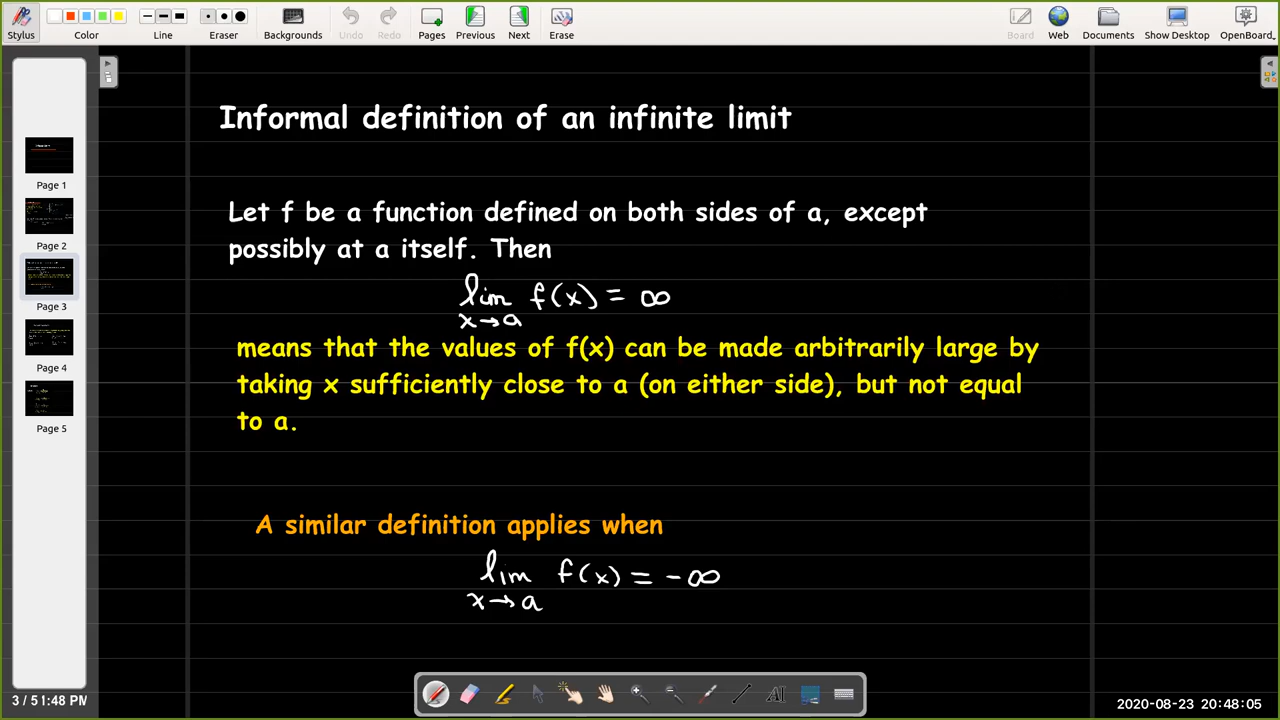 Stylus Color Line Eraser Backgrounds Undo Redo Pages Previous Next Erase Board Web Documents Show Desktop OpenBoard
Informal definition of an infinite limit
Let f be a function defined on both sides of a, except
possibly at a itself. Then
lim f(x) = ∞
x→a
means that the values of f(x) can be made arbitrarily large by
taking x sufficiently close to a (on either side), but not equal
to a.
A similar definition applies when
lim f(x) = -∞
x→a
Page 1
Page 2
Page 3
Page 4
Page 5
3 / 51:48 PM
AI
2020-08-23 20:48:05